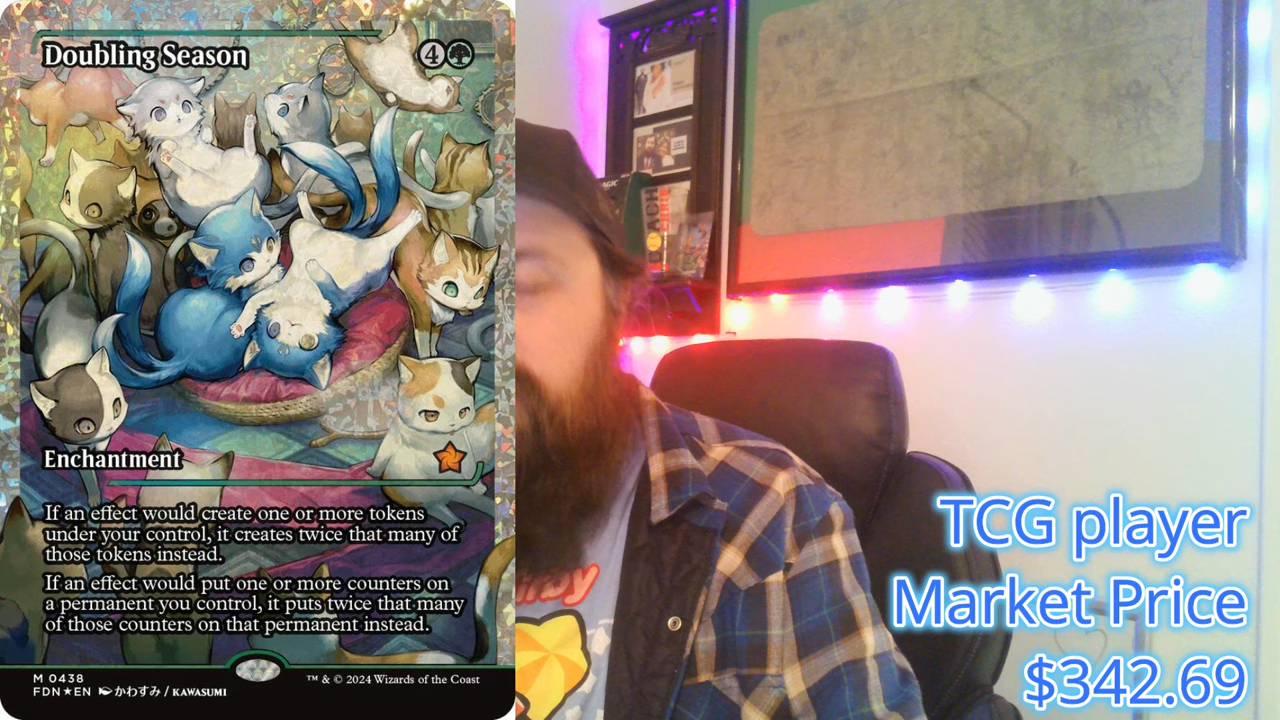 Doubling Season
4
Enchantment
If an effect would create one or more tokens
under your control, it creates twice that many of
those tokens instead.
If an effect would put one or more counters on
a permanent you control, it puts twice that many
of those counters on that permanent instead.
M 0438
FDN★EN かわすみ / KAWASUMI
™ & © 2024 Wizards of the Coast
TCG player
Market Price
$342.69